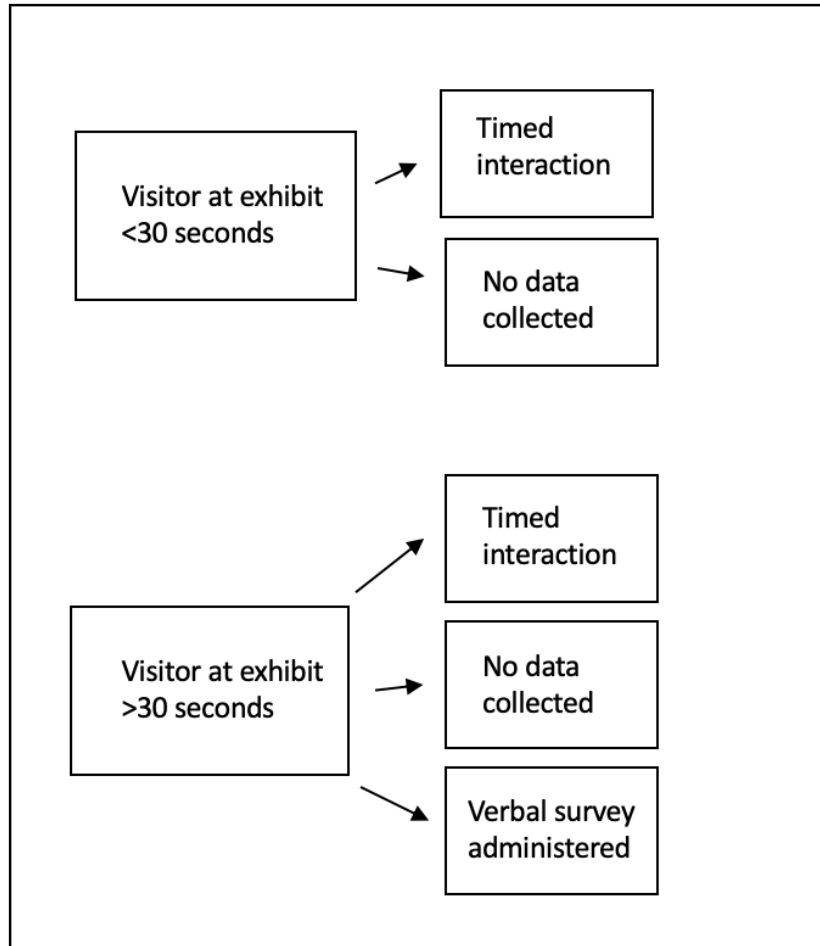 Visitor at exhibit
<30 seconds
Timed
interaction
No data
collected
Visitor at exhibit
>30 seconds
Timed
interaction
No data
collected
Verbal survey
administered